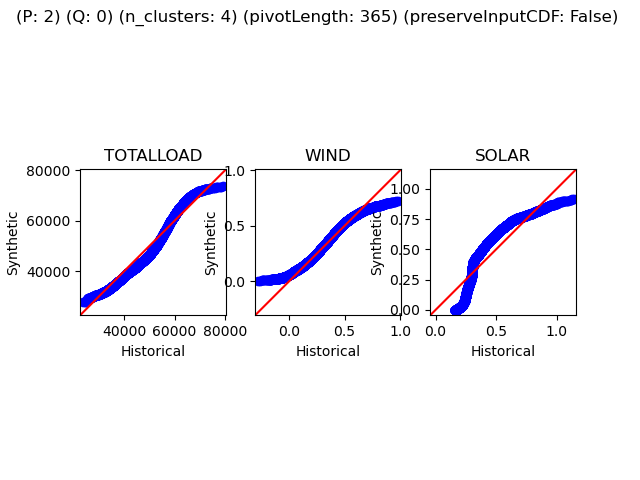 (P: 2) (Q: 0) (n_clusters: 4) (pivotLength: 365) (preserveInputCDF: False)
TOTALLOAD
WIND
SOLAR
80000
60000
40000
Synthetic
40000
60000
80000
Historical
1.0
0.5
0.0
Synthetic
0.0
0.5
1.0
Historical
1.00
0.75
0.50
0.25
0.00
Synthetic
0.0
0.5
1.0
Historical